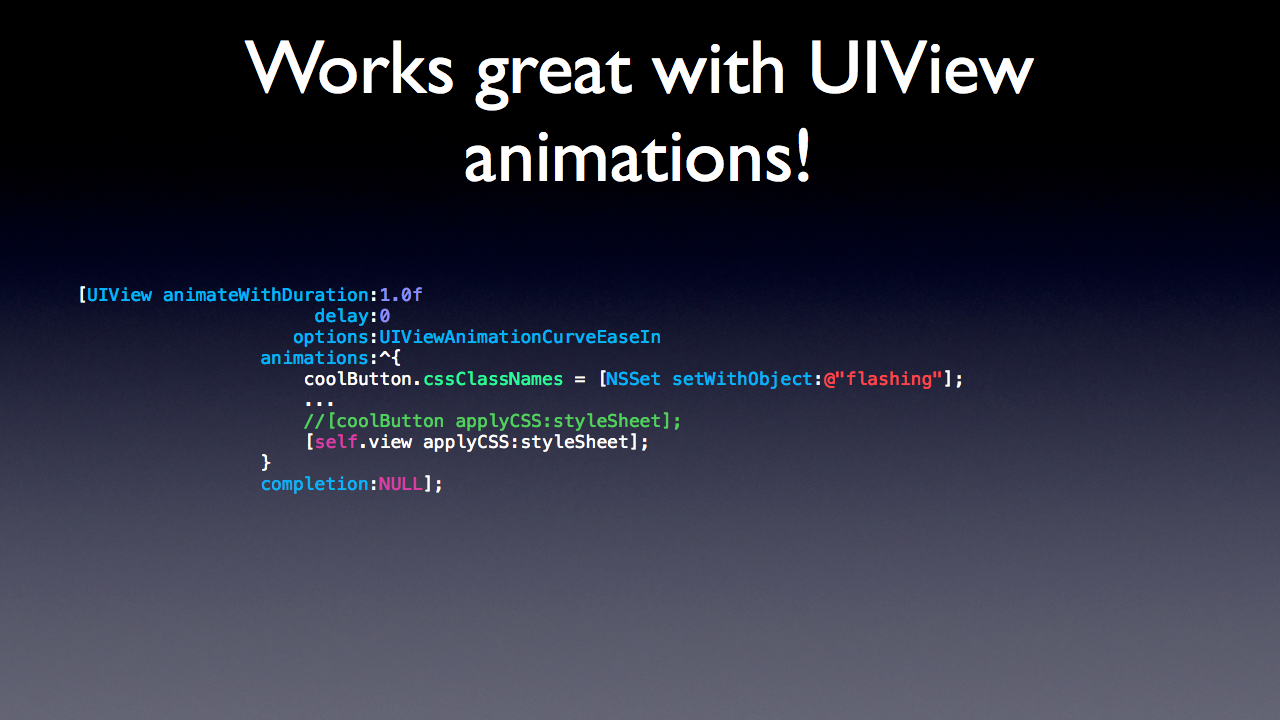 Works great with UIView
animations!
[UIView animateWithDuration:1.0f
delay:0
options:UIViewAnimationCurveEaseIn
animations:^{
coolButton.cssClassNames = [NSSet setWithObject:@"flashing"];
...
//[coolButton applyCSS:styleSheet];
[self.view applyCSS:styleSheet];
}
completion:NULL];